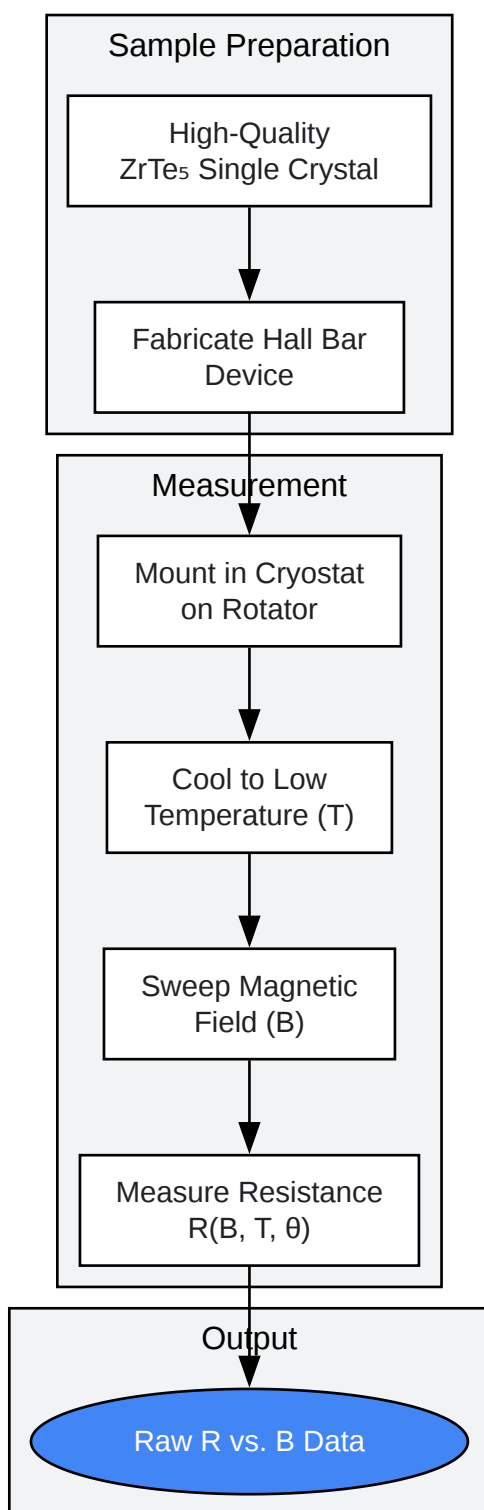 Sample Preparation
High-Quality
ZrTe₅ Single Crystal
Fabricate Hall Bar
Device
Measurement
Mount in Cryostat
on Rotator
Cool to Low
Temperature (T)
Sweep Magnetic
Field (B)
Measure Resistance
R(B, T, θ)
Output
Raw R vs. B Data